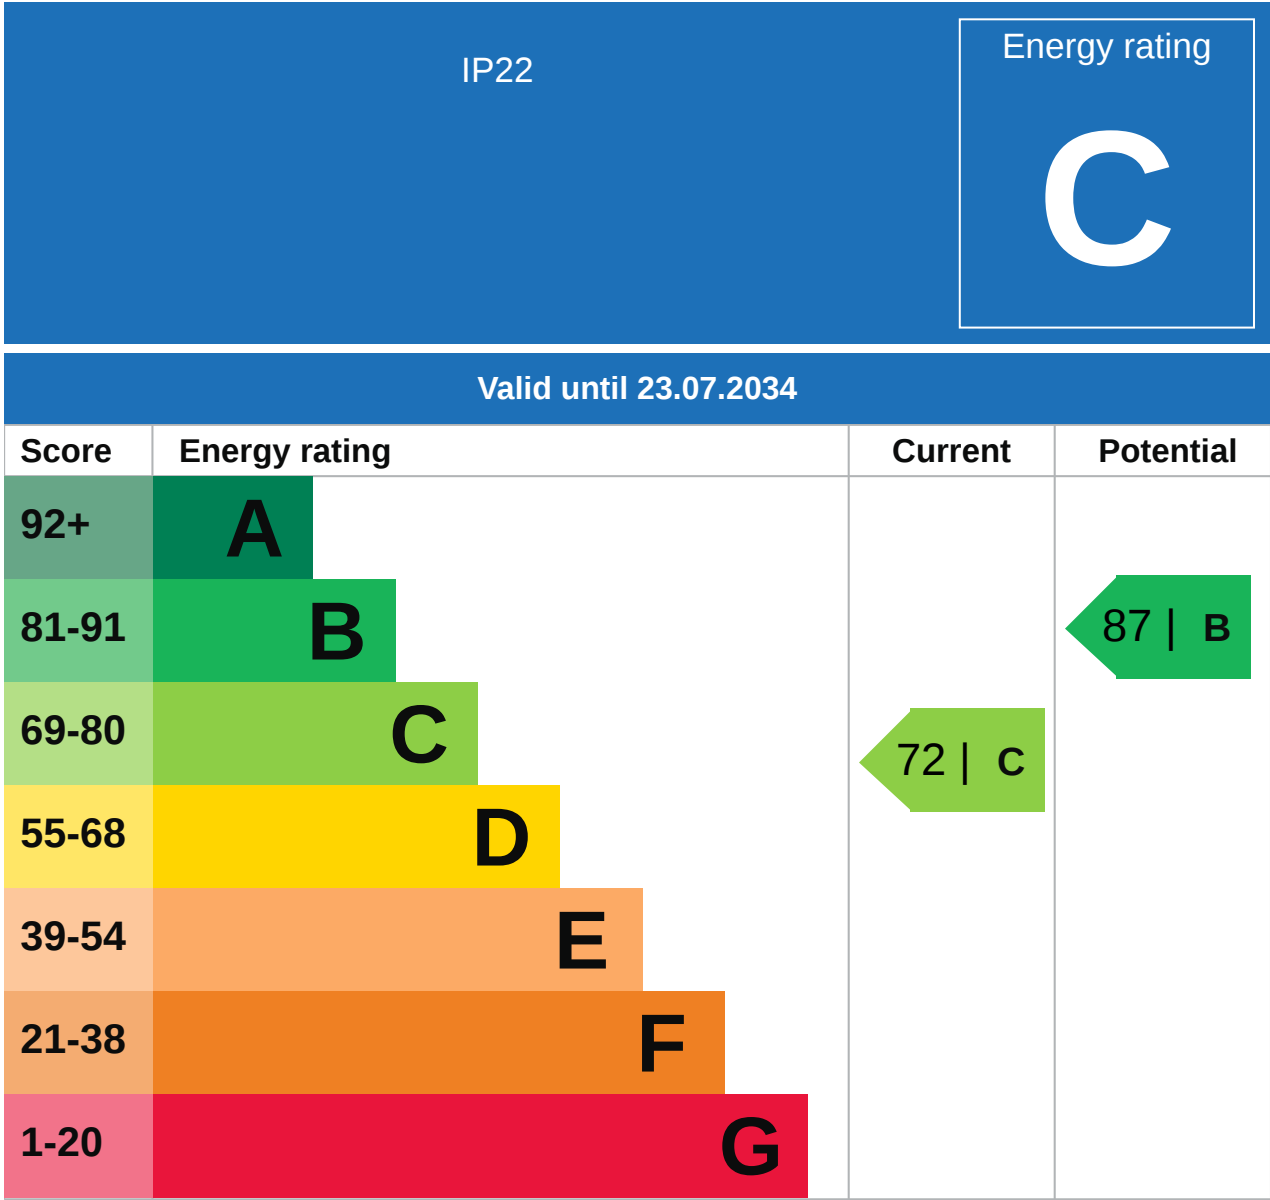 IP22
Energy rating
C
Valid until 23.07.2034
Score Energy rating Current Potential
92+ A
81-91 B 87 | B
69-80 C 72 | C
55-68 D
39-54 E
21-38 F
1-20 G